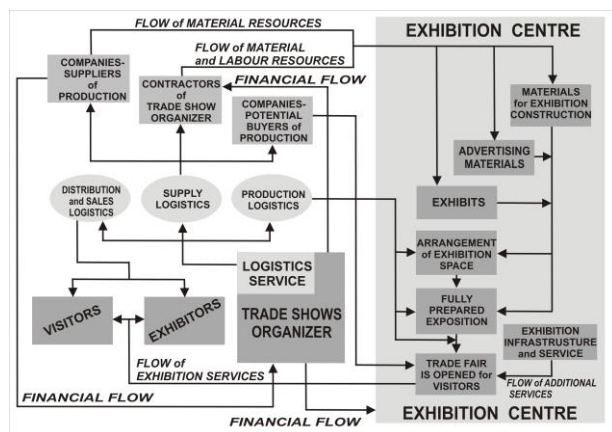 FLOW of MATERIAL RESOURCES
EXHIBITION CENTRE
COMPANIES-
SUPPLIERS
of
PRODUCTION
FLOW of MATERIAL
and LABOUR RESOURCES
FINANCIAL FLOW
CONTRACTORS
of
TRADE SHOW
ORGANIZER
COMPANIES-
POTENTIAL
BUYERS of
PRODUCTION
MATERIALS
for EXHIBITION
CONSTRUCTION
ADVERTISING
MATERIALS
DISTRIBUTION
and SALES
LOGISTICS
SUPPLY
LOGISTICS
PRODUCTION
LOGISTICS
EXHIBITS
ARRANGEMENT
of EXHIBITION
SPACE
LOGISTICS
SERVICE
TRADE SHOWS
ORGANIZER
VISITORS
EXHIBITORS
FULLY
PREPARED
EXPOSITION
EXHIBITION
INFRASTRUSTURE
and SERVICE
FLOW of
EXHIBITION SERVICES
TRADE FAIR
IS OPENED for
VISITORS
FLOW of ADDITIONAL
SERVICES
FINANCIAL FLOW
FINANCIAL FLOW
EXHIBITION CENTRE